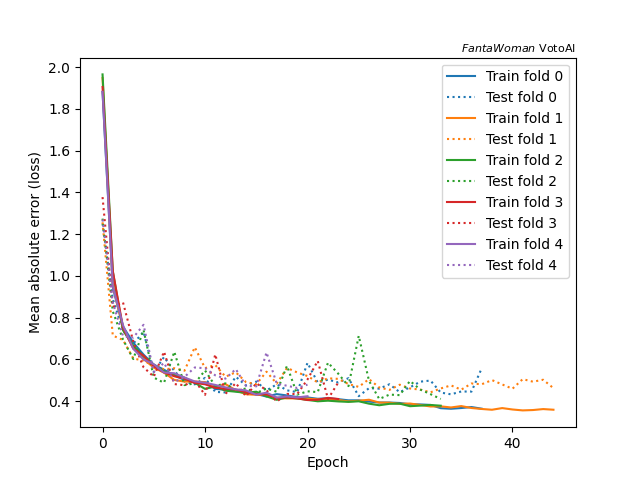 FantaWoman VotoAI
2.0
1.8
1.6
1.4
1.2
1.0
0.8
0.6
0.4
Mean absolute error (loss)
Train fold 0
Test fold 0
Train fold 1
Test fold 1
Train fold 2
Test fold 2
Train fold 3
Test fold 3
Train fold 4
Test fold 4
0 10 20 30 40
Epoch